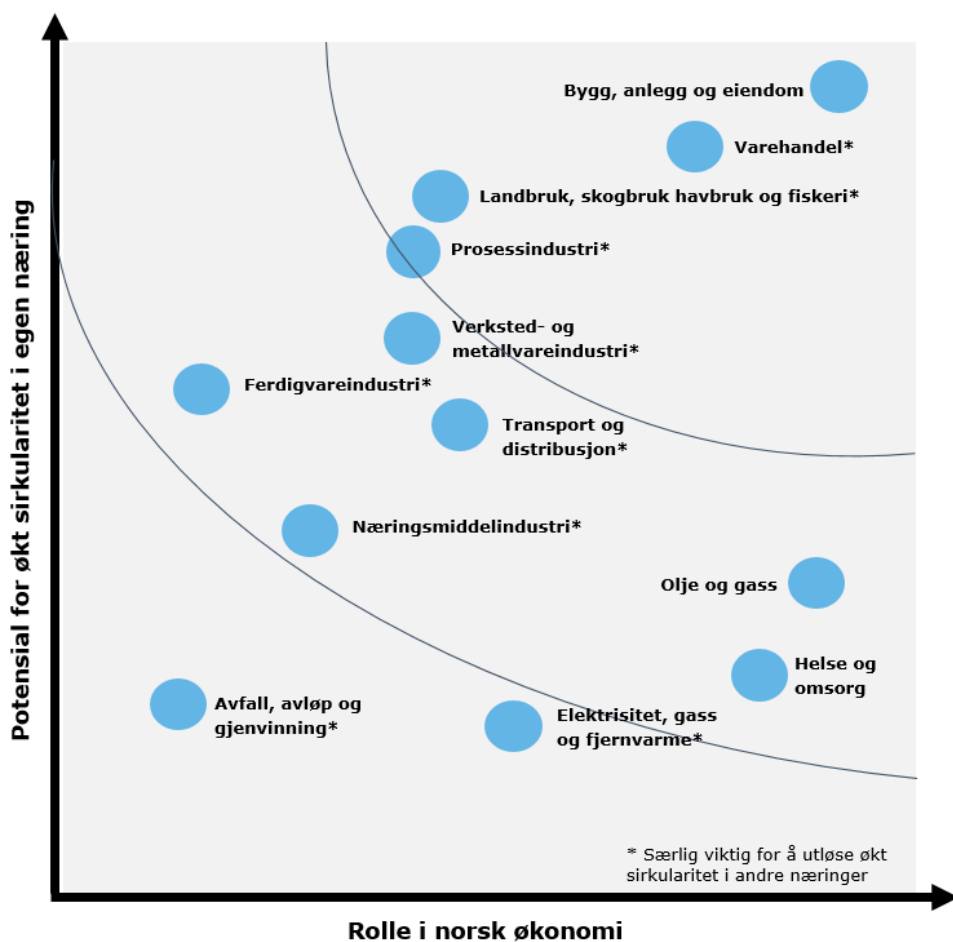 Potensial for økt sirkularitet i egen næring
Bygg, anlegg og eiendom
Varehandel*
Landbruk, skogbruk havbruk og fiskeri*
Prosessindustri*
Verksted- og
metallvareindustri*
Ferdigvareindustri*
Transport og
distribusjon*
Næringsmiddelindustri*
Olje og gass
Helse og
omsorg
Avfall, avløp og
gjenvinning*
Elektrisitet, gass
og fjernvarme*
* Særlig viktig for å utløse økt
sirkularitet i andre næringer
Rolle i norsk økonomi